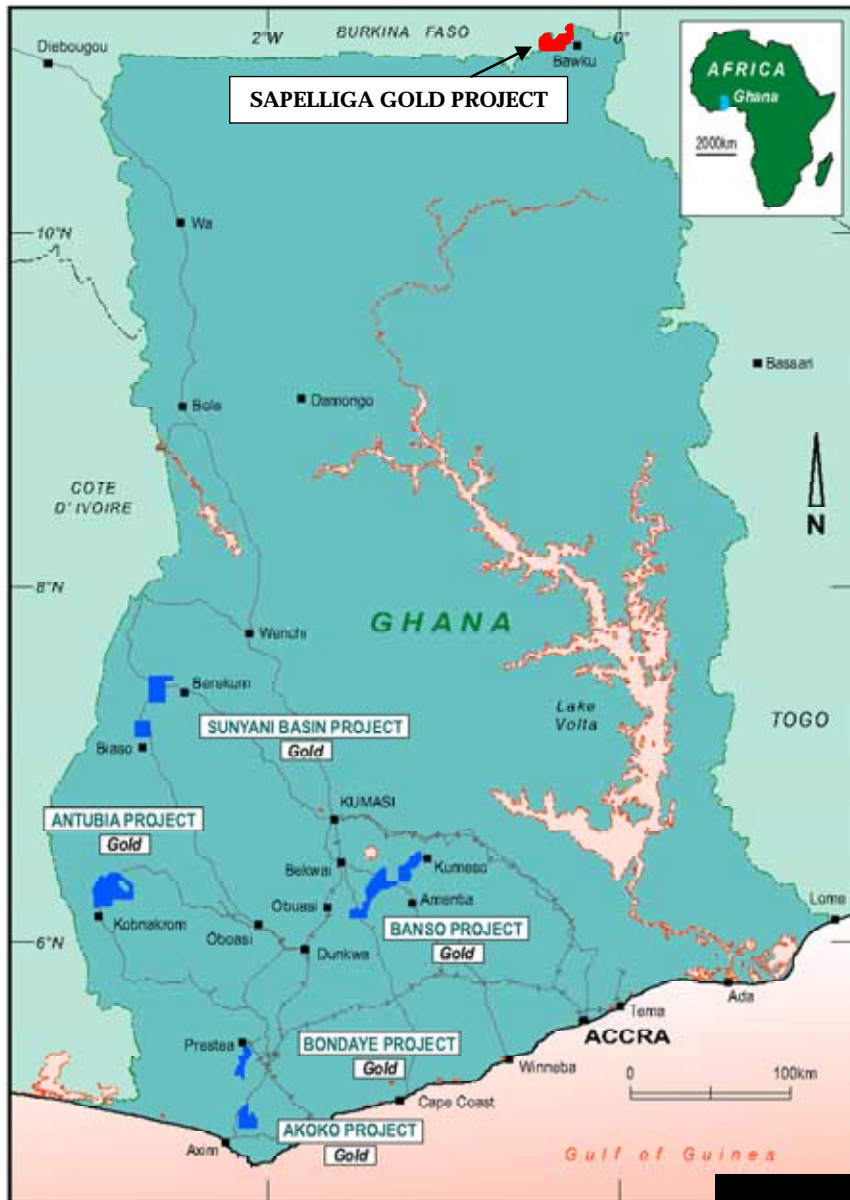 BURKINA FASO
2°W
0°
Diebougou
Bawku
SAPELLIGA GOLD PROJECT
AFRICA
Ghana
2000km
Wa
10°N
Bassari
Bole
Damongo
COTE
D'IVOIRE
N
8°N
GHANA
Wenchi
Berekum
SUNYANI BASIN PROJECT
Gold
Lake
Volta
TOGO
Biaso
ANTUBIA PROJECT
Gold
KUMASI
Bekwai
Kumeso
Obuasi
Amenba
Kobnakrom
Oboasi
BANSO PROJECT
Gold
Lome
6°N
Dunkwa
Ada
Tema
ACCRA
Prestea
BONDAYE PROJECT
Gold
Winneba
0
100km
Cape Coast
AKOKO PROJECT
Gold
Axim
Gulf of Guinea